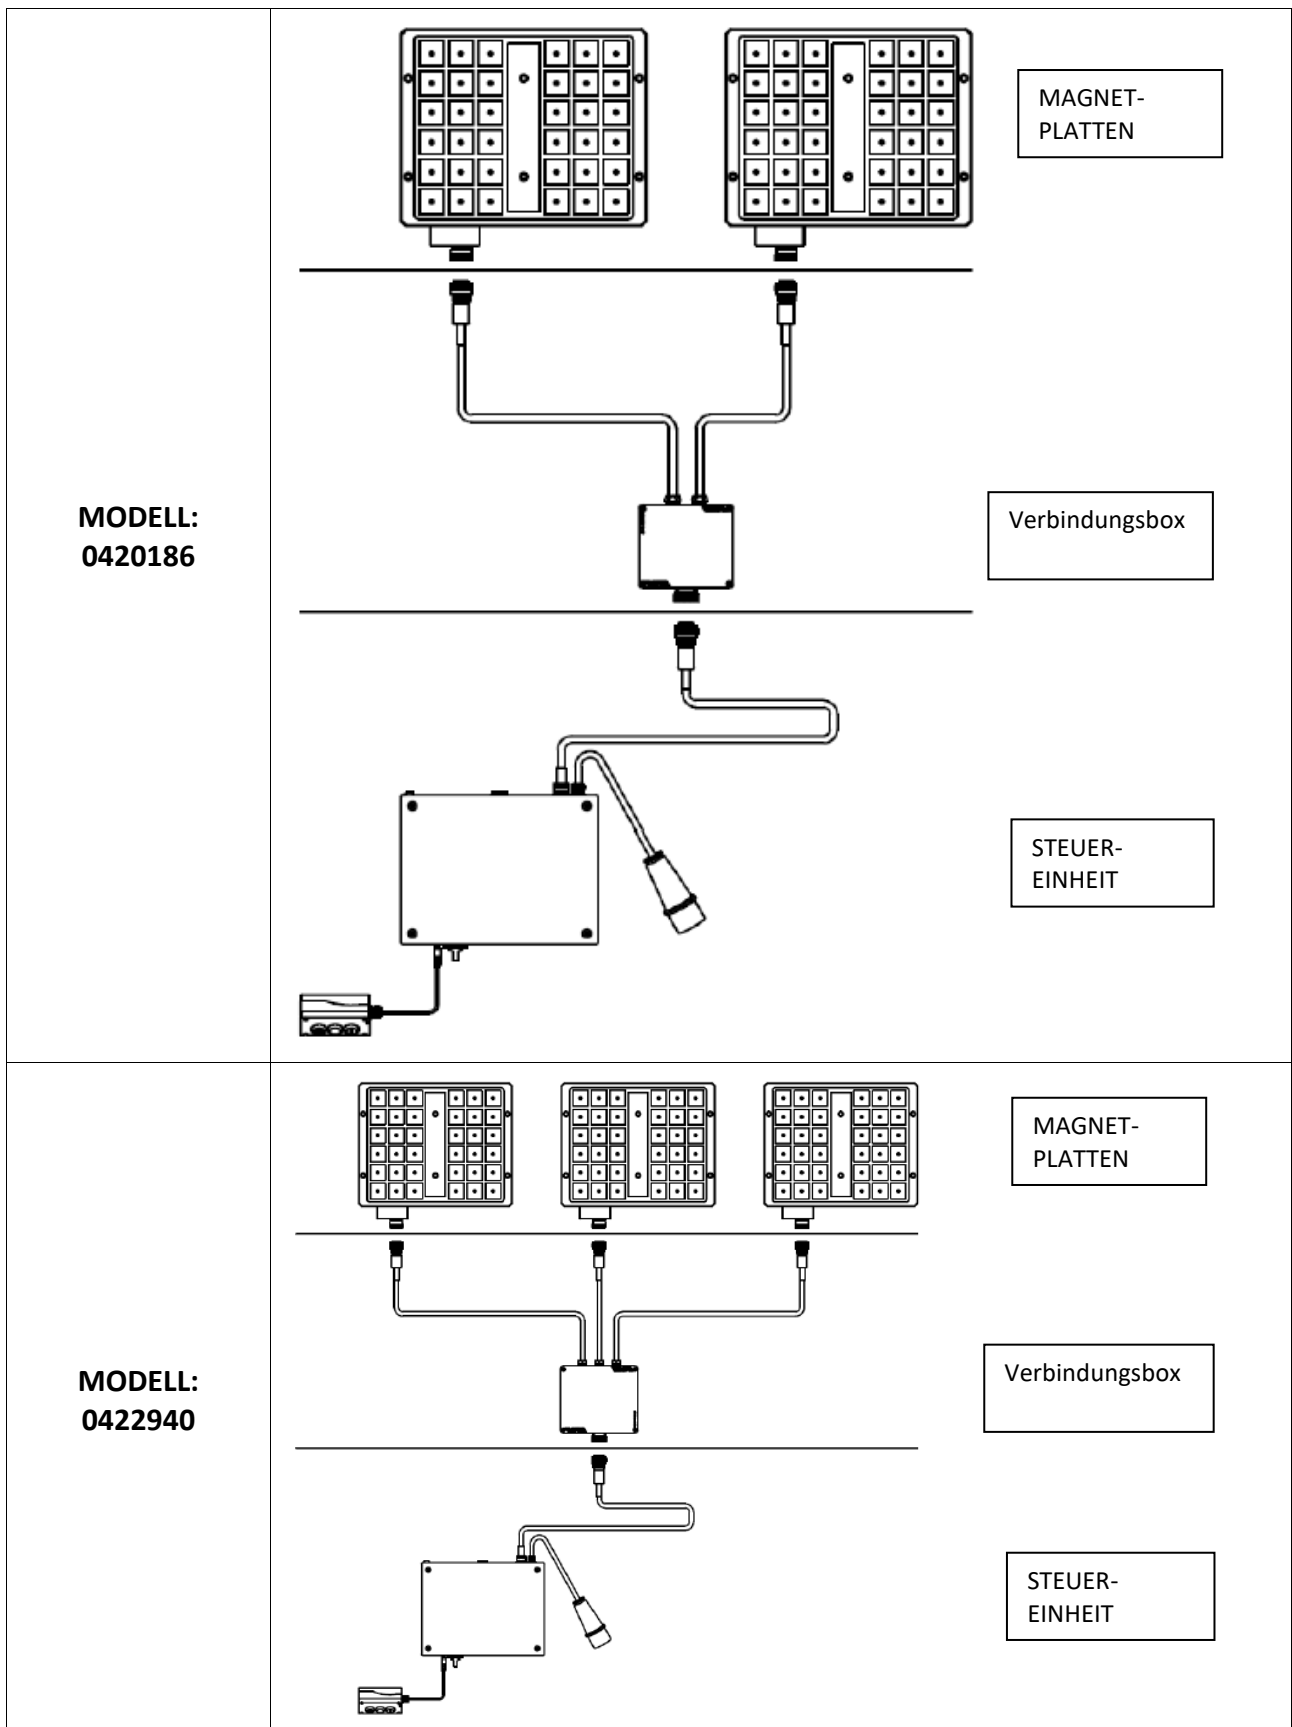 MAGNET-
PLATTEN
MODELL:
0420186
Verbindungsbox
STEUER-
EINHEIT
MAGNET-
PLATTEN
MODELL:
0422940
Verbindungsbox
STEUER-
EINHEIT